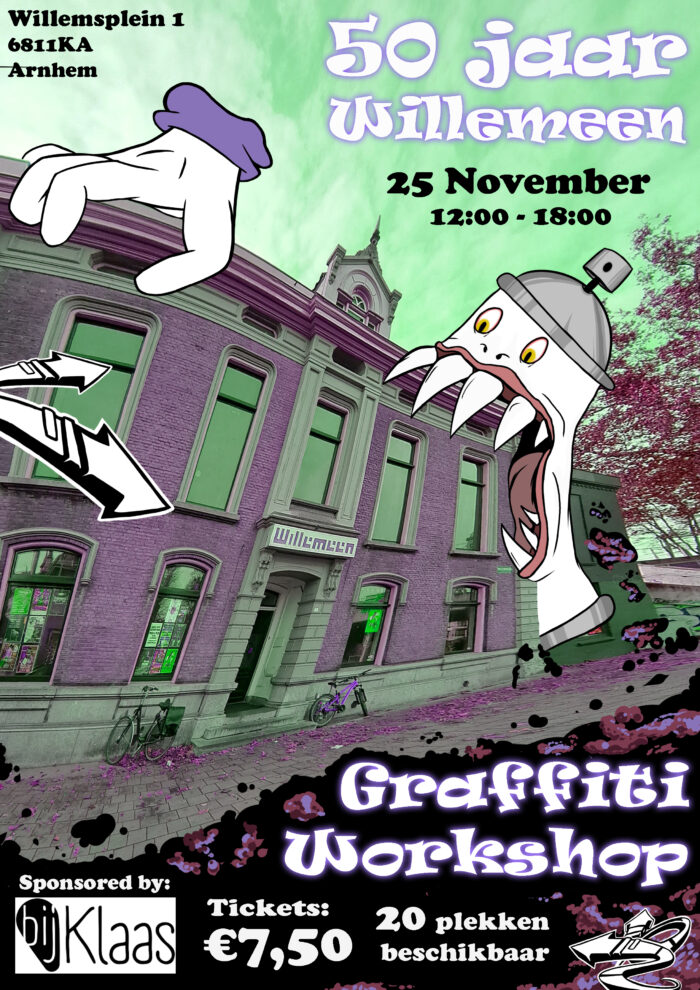 Willemsplein 1
6811KA
Arnhem
50 jaar
Willemeen
25 November
12:00 - 18:00
Willemeen
Graffiti
Workshop
Sponsored by:
bij Klaas
Tickets:
€7,50
20 plekken
beschikbaar